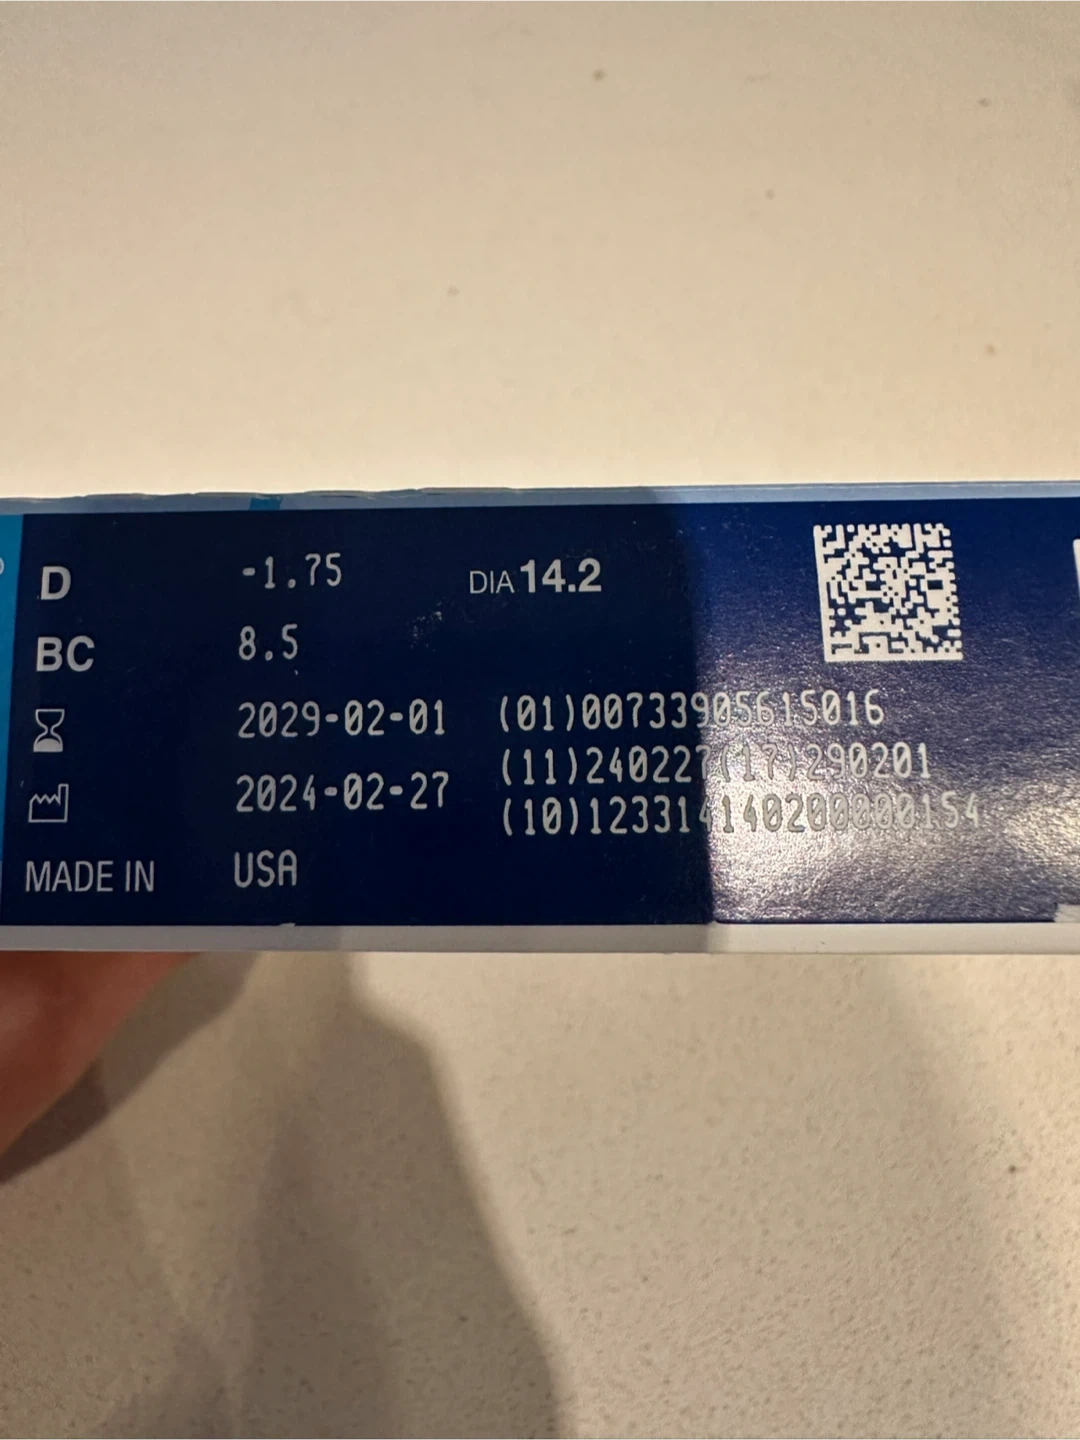 D -1.75 DIA 14.2
BC 8.5
2029-02-01 (01)00733905615016
(11)240227(17)290201
2024-02-27
(10)12331414020000154
MADE IN USA